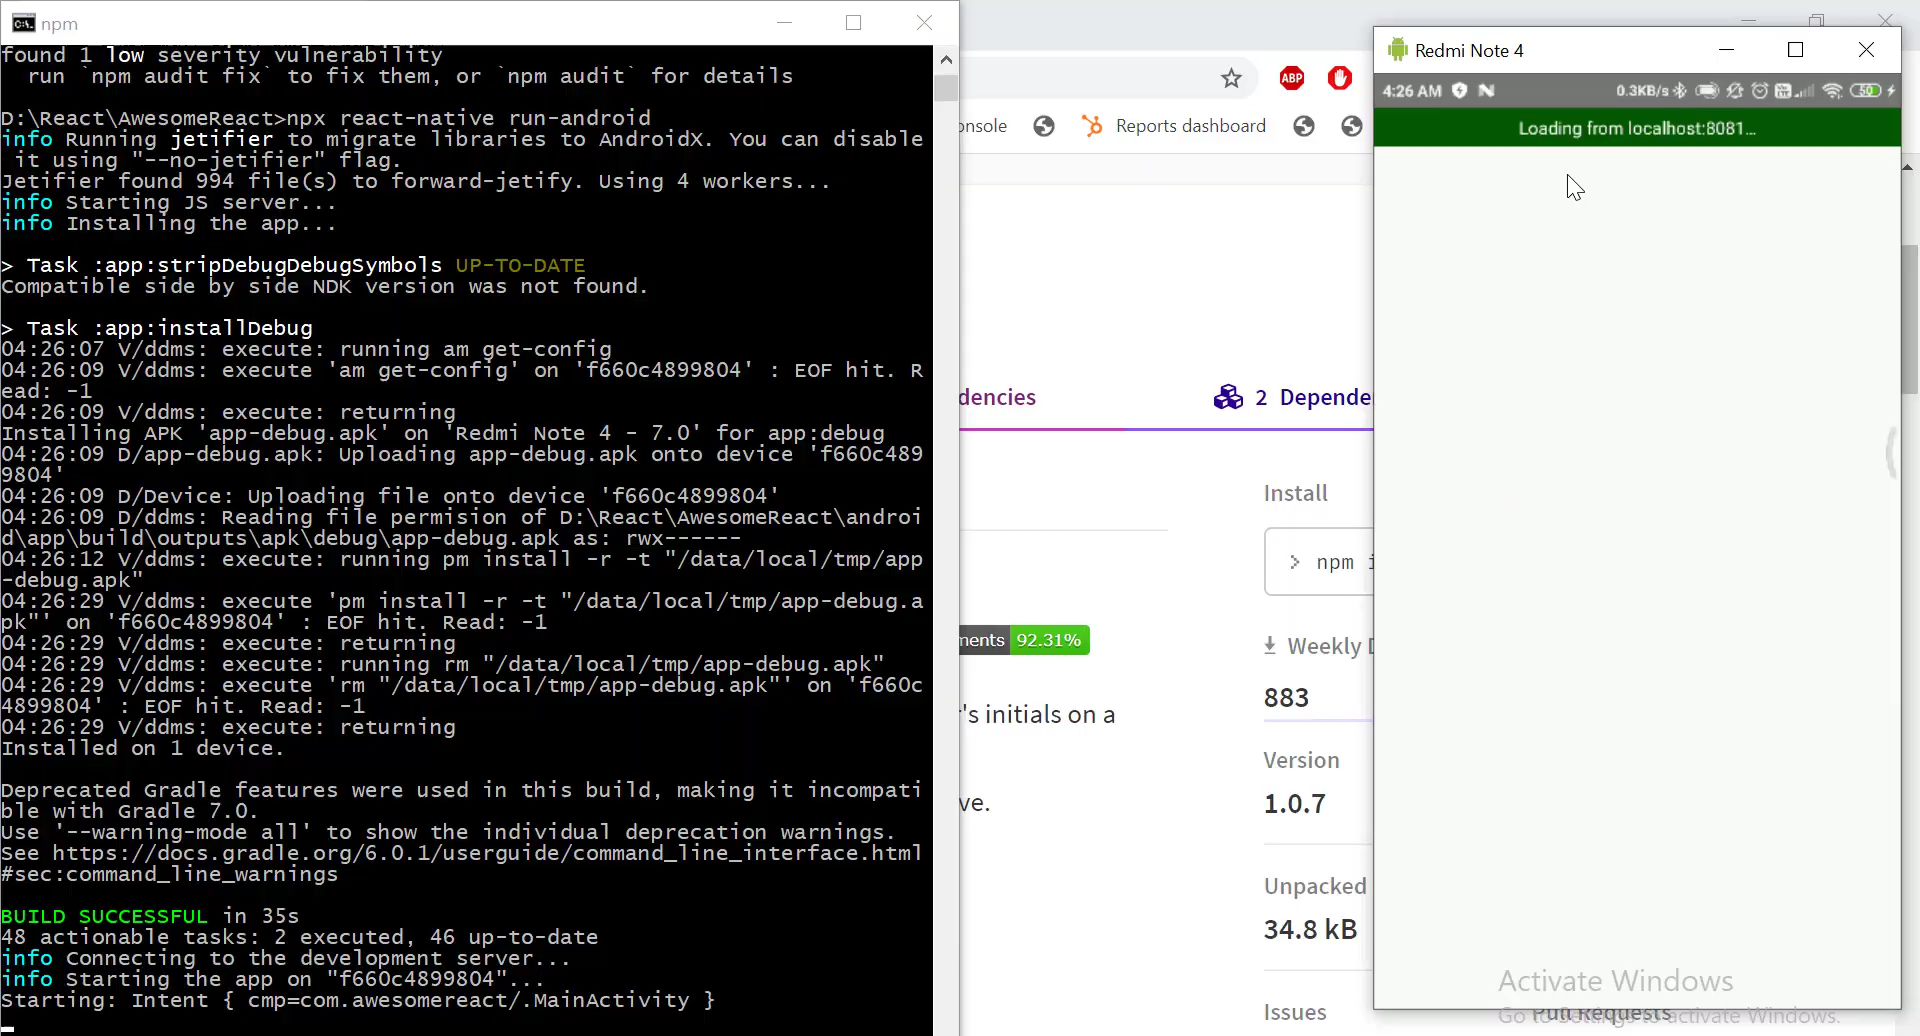 npm
found 1 low severity vulnerability
run `npm audit fix` to fix them, or `npm audit` for details
D:\React\AwesomeReact>npx react-native run-android
info Running jetifier to migrate libraries to AndroidX. You can disable
it using "--no-jetifier" flag.
Jetifier found 994 file(s) to forward-jetify. Using 4 workers...
info Starting JS server...
info Installing the app...
> Task :app:stripDebugDebugSymbols UP-TO-DATE
Compatible side by side NDK version was not found.
> Task :app:installDebug
04:26:07 V/ddms: execute: running am get-config
04:26:09 V/ddms: execute 'am get-config' on 'f660c4899804' : EOF hit. R
ead: -1
04:26:09 V/ddms: execute: returning
Installing APK 'app-debug.apk' on 'Redmi Note 4 - 7.0' for app:debug
04:26:09 D/app-debug.apk: Uploading app-debug.apk onto device 'f660c489
9804'
04:26:09 D/Device: Uploading file onto device 'f660c4899804'
04:26:09 D/ddms: Reading file permision of D:\React\AwesomeReact\androi
d\app\build\outputs\apk\debug\app-debug.apk as: rwx------
04:26:12 V/ddms: execute: running pm install -r -t "/data/local/tmp/app
-debug.apk"
04:26:29 V/ddms: execute 'pm install -r -t "/data/local/tmp/app-debug.a
pk"' on 'f660c4899804' : EOF hit. Read: -1
04:26:29 V/ddms: execute: returning
04:26:29 V/ddms: execute: running rm "/data/local/tmp/app-debug.apk"
04:26:29 V/ddms: execute 'rm "/data/local/tmp/app-debug.apk"' on 'f660c
4899804' : EOF hit. Read: -1
04:26:29 V/ddms: execute: returning
Installed on 1 device.
Deprecated Gradle features were used in this build, making it incompati
ble with Gradle 7.0.
Use '--warning-mode all' to show the individual deprecation warnings.
See https://docs.gradle.org/6.0.1/userguide/command_line_interface.html
#sec:command_line_warnings
BUILD SUCCESSFUL in 35s
48 actionable tasks: 2 executed, 46 up-to-date
info Connecting to the development server...
info Starting the app on "f660c4899804"...
Starting: Intent { cmp=com.awesomereact/.MainActivity }
ABP
onsole
Reports dashboard
dencies
2 Depende
Install
> npm i
ments 92.31%
Weekly D
883
r's initials on a
Version
1.0.7
ve.
Unpacked
34.8 kB
Issues
Pull Requests
Redmi Note 4
4:26 AM
0.3KB/s
50
Loading from localhost:8081...
Activate Windows
Go to Settings to activate Windows.